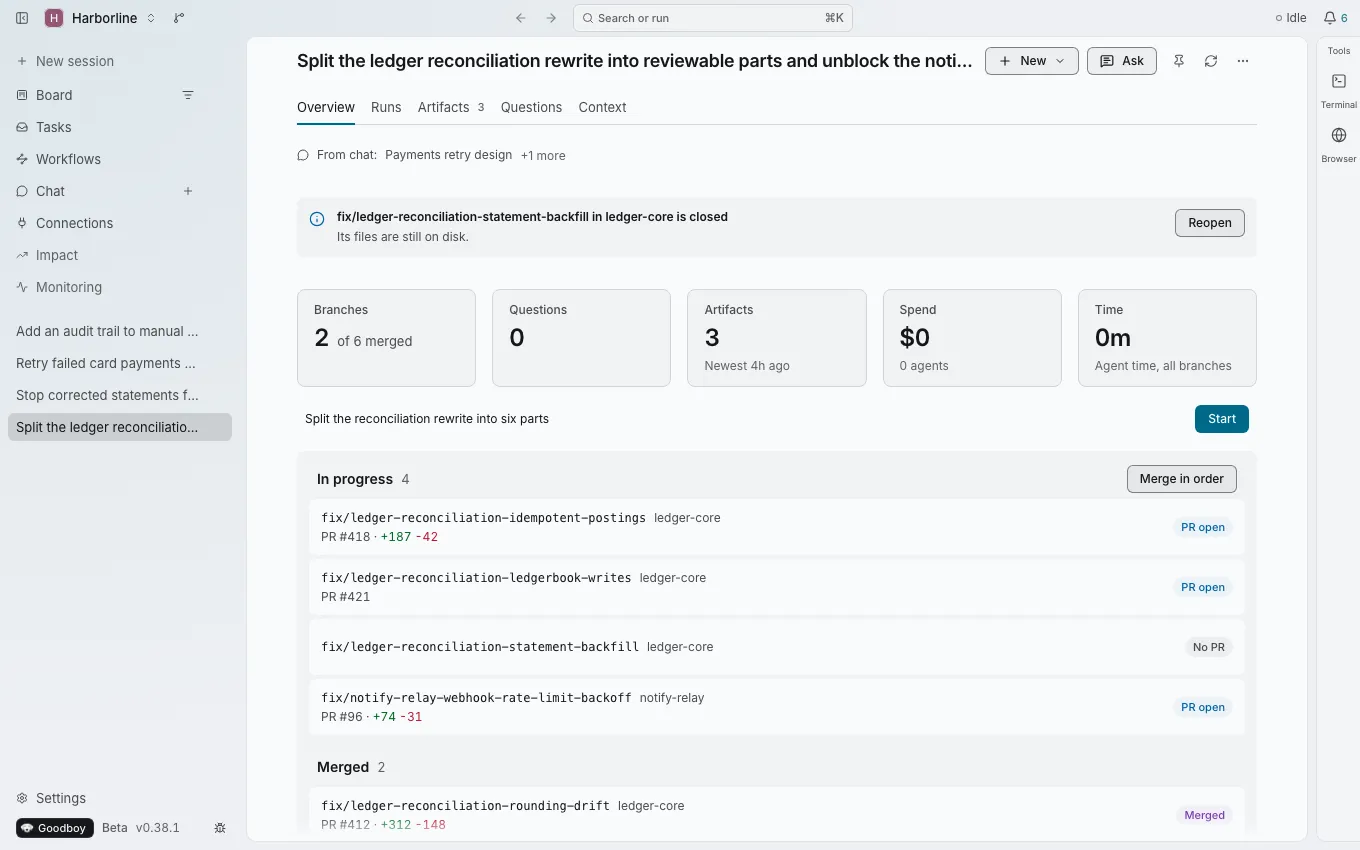 H Harborline
Search or run ⌘K
Idle
6
New session
Board
Tasks
Workflows
Chat
Connections
Impact
Monitoring
Add an audit trail to manual ...
Retry failed card payments ...
Stop corrected statements f...
Split the ledger reconciliatio...
Settings
Goodboy Beta v0.38.1
Split the ledger reconciliation rewrite into reviewable parts and unblock the noti...
New
Ask
Overview Runs Artifacts 3 Questions Context
From chat: Payments retry design +1 more
fix/ledger-reconciliation-statement-backfill in ledger-core is closed
Its files are still on disk.
Reopen
Branches
2 of 6 merged
Questions
0
Artifacts
3
Newest 4h ago
Spend
$0
0 agents
Time
0m
Agent time, all branches
Split the reconciliation rewrite into six parts
Start
In progress 4
Merge in order
fix/ledger-reconciliation-idempotent-postings ledger-core
PR #418 · +187 -42
PR open
fix/ledger-reconciliation-ledgerbook-writes ledger-core
PR #421
PR open
fix/ledger-reconciliation-statement-backfill ledger-core
No PR
fix/notify-relay-webhook-rate-limit-backoff notify-relay
PR #96 · +74 -31
PR open
Merged 2
fix/ledger-reconciliation-rounding-drift ledger-core
PR #412 · +312 -148
Merged
Tools
Terminal
Browser